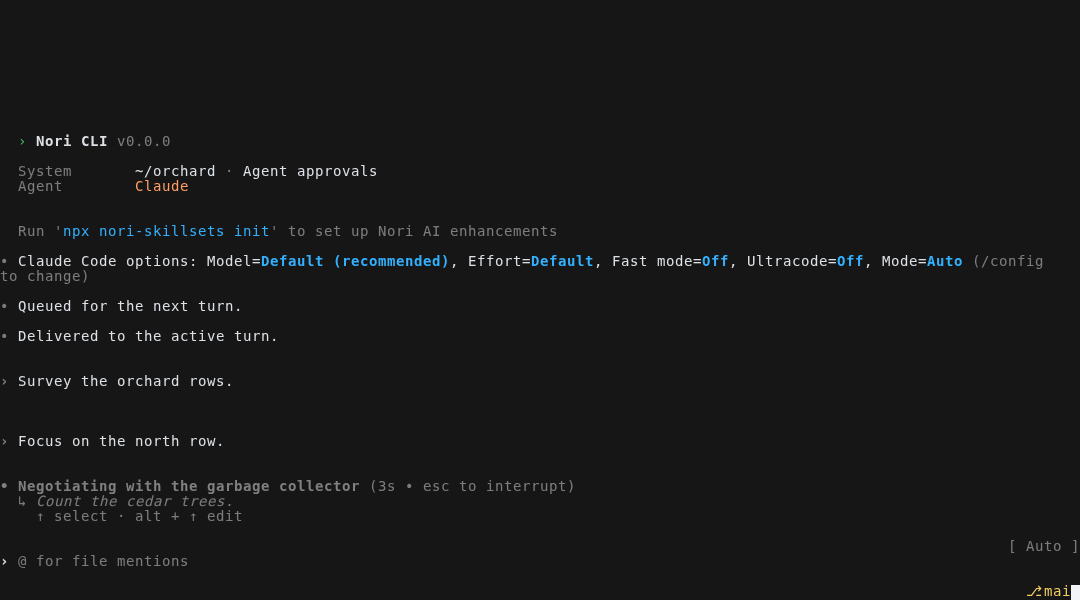 › Nori CLI v0.0.0
System ~/orchard · Agent approvals
Agent Claude
Run 'npx nori-skillsets init' to set up Nori AI enhancements
• Claude Code options: Model=Default (recommended), Effort=Default, Fast mode=Off, Ultracode=Off, Mode=Auto (/config
to change)
• Queued for the next turn.
• Delivered to the active turn.
› Survey the orchard rows.
› Focus on the north row.
• Negotiating with the garbage collector (3s • esc to interrupt)
↳ Count the cedar trees.
↑ select · alt + ↑ edit
[ Auto ]
› @ for file mentions
⎇mai